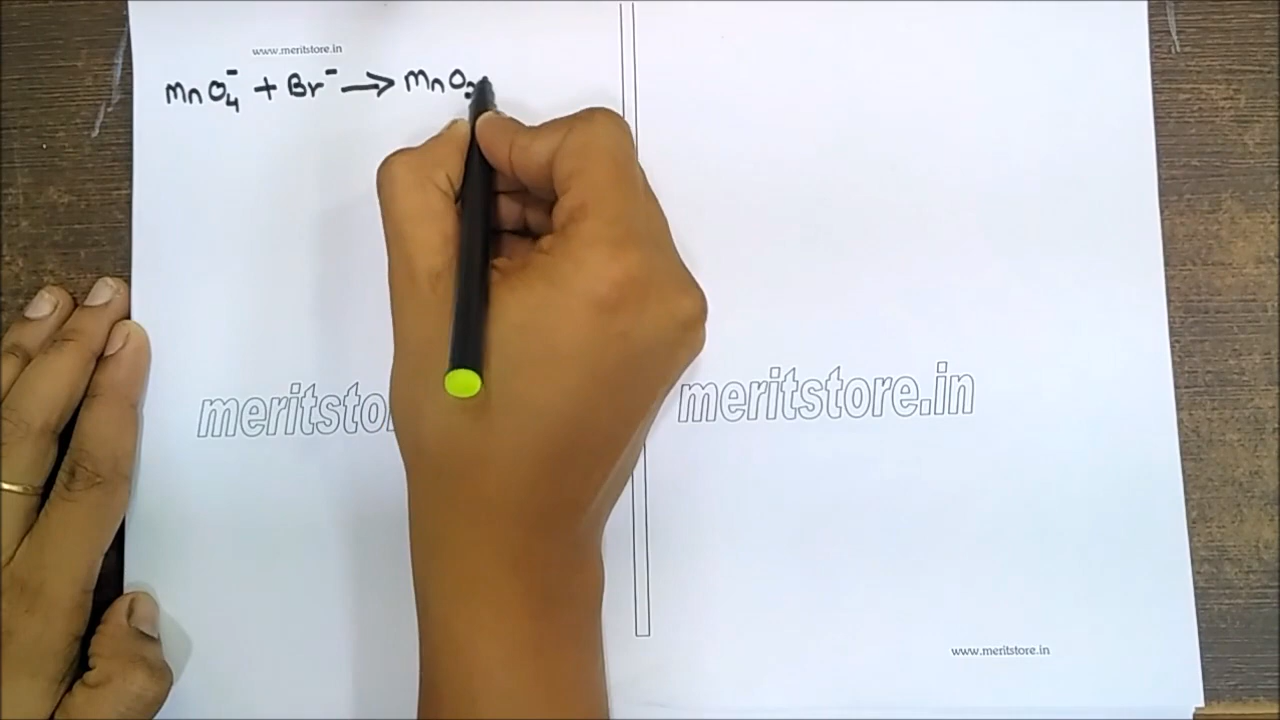 www.meritstore.in
MnO₄⁻ + Br⁻ → MnO₂
meritstore.in
www.meritstore.in